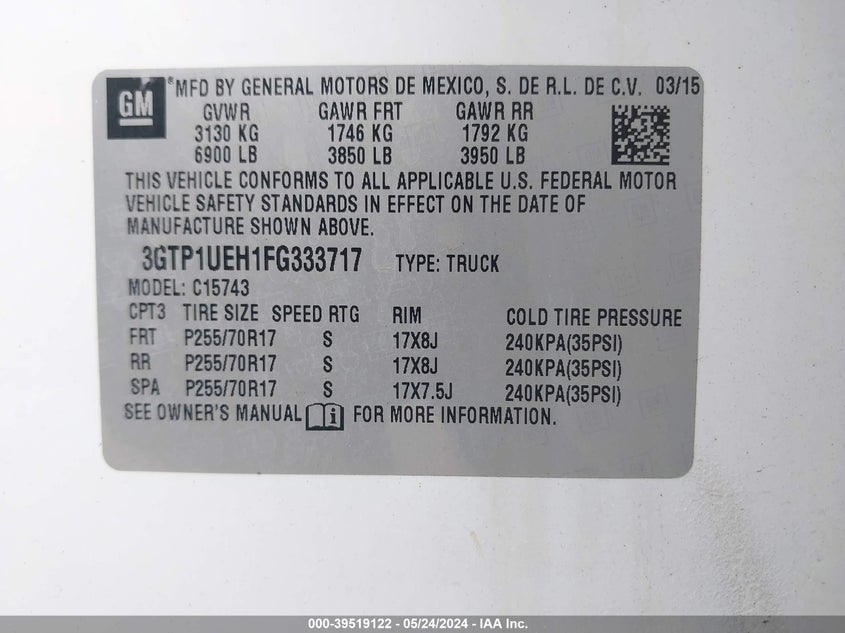 GM ® MFD BY GENERAL MOTORS DE MEXICO, S. DE R.L. DE C.V. 03/15
GVWR GAWR FRT GAWR RR
3130 KG 1746 KG 1792 KG
6900 LB 3850 LB 3950 LB
THIS VEHICLE CONFORMS TO ALL APPLICABLE U.S. FEDERAL MOTOR
VEHICLE SAFETY STANDARDS IN EFFECT ON THE DATE OF
MANUFACTURE SHOWN ABOVE.
3GTP1UEH1FG333717 TYPE: TRUCK
MODEL: C15743
CPT3 TIRE SIZE SPEED RTG RIM COLD TIRE PRESSURE
FRT P255/70R17 S 17X8J 240KPA(35PSI)
RR P255/70R17 S 17X8J 240KPA(35PSI)
SPA P255/70R17 S 17X7.5J 240KPA(35PSI)
SEE OWNER'S MANUAL i FOR MORE INFORMATION.
000-39519122 - 05/24/2024 - IAA Inc.